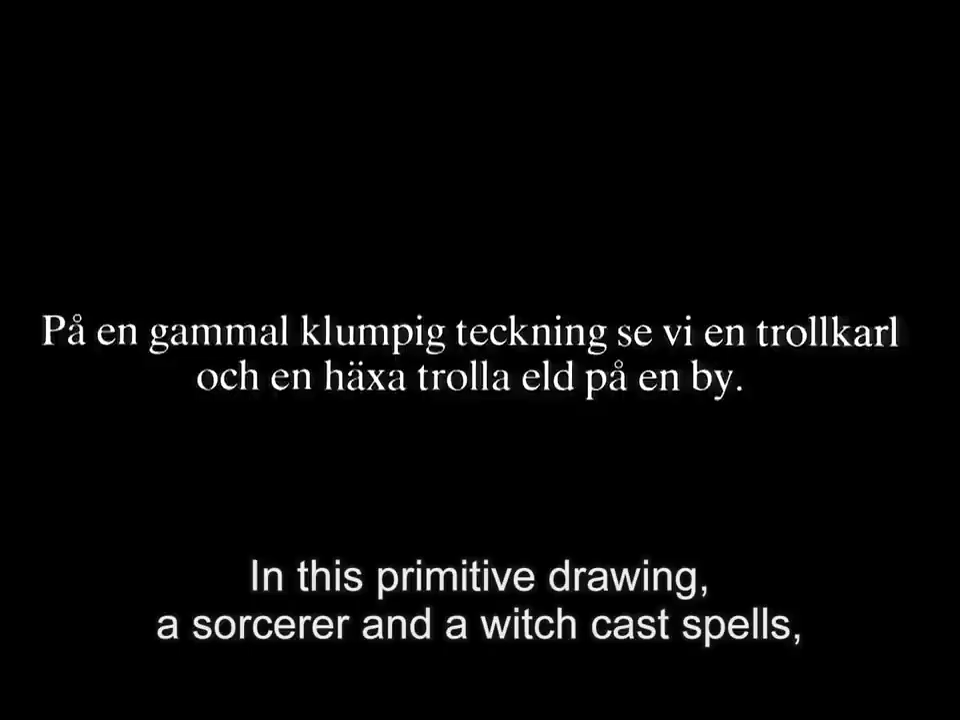 På en gammal klumpig teckning se vi en trollkarl
och en häxa trolla eld på en by.
In this primitive drawing,
a sorcerer and a witch cast spells,